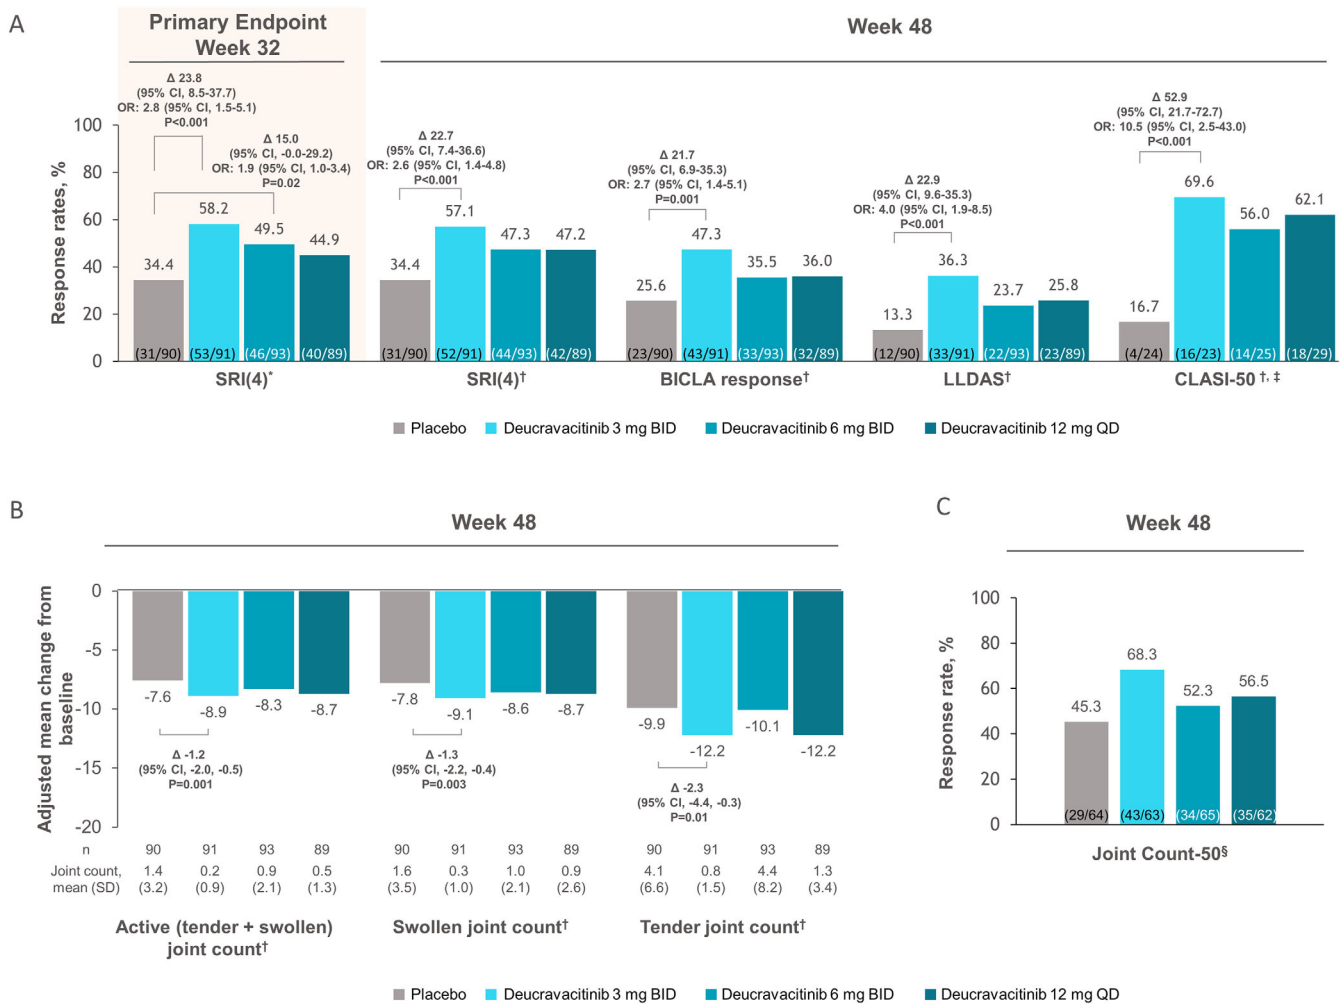 A
Primary Endpoint
Week 32
Week 48
Δ 23.8
(95% CI, 8.5-37.7)
OR: 2.8 (95% CI, 1.5-5.1)
P<0.001
Δ 15.0
(95% CI, -0.0-29.2)
OR: 1.9 (95% CI, 1.0-3.4)
P=0.02
Δ 22.7
(95% CI, 7.4-36.6)
OR: 2.6 (95% CI, 1.4-4.8)
P<0.001
Δ 21.7
(95% CI, 6.9-35.3)
OR: 2.7 (95% CI, 1.4-5.1)
P=0.001
Δ 22.9
(95% CI, 9.6-35.3)
OR: 4.0 (95% CI, 1.9-8.5)
P<0.001
Δ 52.9
(95% CI, 21.7-72.7)
OR: 10.5 (95% CI, 2.5-43.0)
P<0.001
Response rates, %
100
80
60
40
20
0
34.4 58.2 49.5 44.9
34.4 57.1 47.3 47.2
25.6 47.3 35.5 36.0
13.3 36.3 23.7 25.8
16.7 69.6 56.0 62.1
(31/90) (53/91) (46/93) (40/89)
(31/90) (52/91) (44/93) (42/89)
(23/90) (43/91) (33/93) (32/89)
(12/90) (33/91) (22/93) (23/89)
(4/24) (16/23) (14/25) (18/29)
SRI(4)*
SRI(4)†
BICLA response†
LLDAS†
CLASI-50 †, ‡
Placebo Deucravacitinib 3 mg BID Deucravacitinib 6 mg BID Deucravacitinib 12 mg QD
B
Week 48
Adjusted mean change from
baseline
0
-5
-10
-15
-20
-7.6 -8.9 -8.3 -8.7
-7.8 -9.1 -8.6 -8.7
-9.9 -12.2 -10.1 -12.2
Δ -1.2
(95% CI, -2.0, -0.5)
P=0.001
Δ -1.3
(95% CI, -2.2, -0.4)
P=0.003
Δ -2.3
(95% CI, -4.4, -0.3)
P=0.01
n 90 91 93 89 90 91 93 89 90 91 93 89
Joint count, 1.4 0.2 0.9 0.5 1.6 0.3 1.0 0.9 4.1 0.8 4.4 1.3
mean (SD) (3.2) (0.9) (2.1) (1.3) (3.5) (1.0) (2.1) (2.6) (6.6) (1.5) (8.2) (3.4)
Active (tender + swollen)
joint count†
Swollen joint count†
Tender joint count†
C
Week 48
Response rate, %
100
80
60
40
20
0
45.3 68.3 52.3 56.5
(29/64) (43/63) (34/65) (35/62)
Joint Count-50§
Placebo Deucravacitinib 3 mg BID Deucravacitinib 6 mg BID Deucravacitinib 12 mg QD